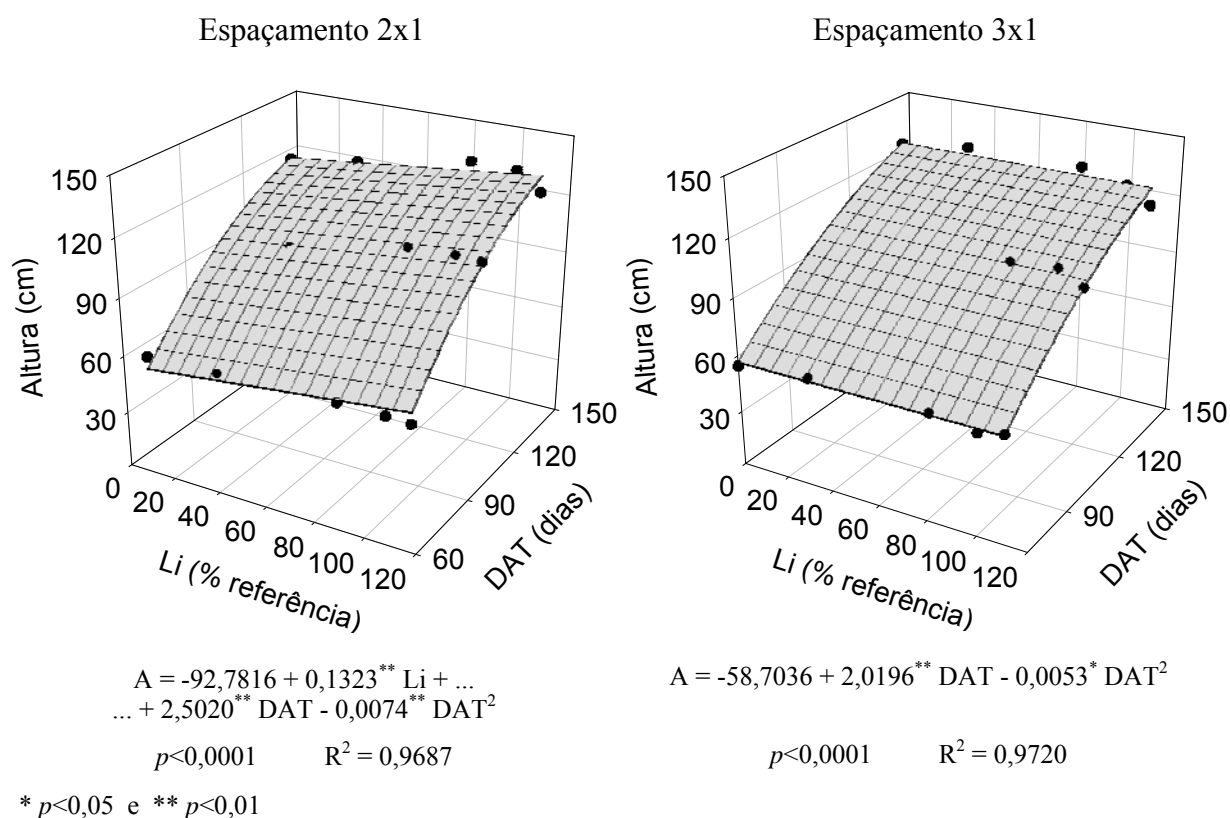 Espaçamento 2x1
Espaçamento 3x1
150
120
90
60
30
Altura (cm)
0
20
40
60
80
100
120
Li (% referência)
60
90
120
150
DAT (dias)
150
120
90
60
30
Altura (cm)
0
20
40
60
80
100
120
Li (% referência)
90
120
150
DAT (dias)
A = -92,7816 + 0,1323** Li + ...
... + 2,5020** DAT - 0,0074** DAT²
p<0,0001 R² = 0,9687
A = -58,7036 + 2,0196** DAT - 0,0053* DAT²
p<0,0001 R² = 0,9720
* p<0,05 e ** p<0,01